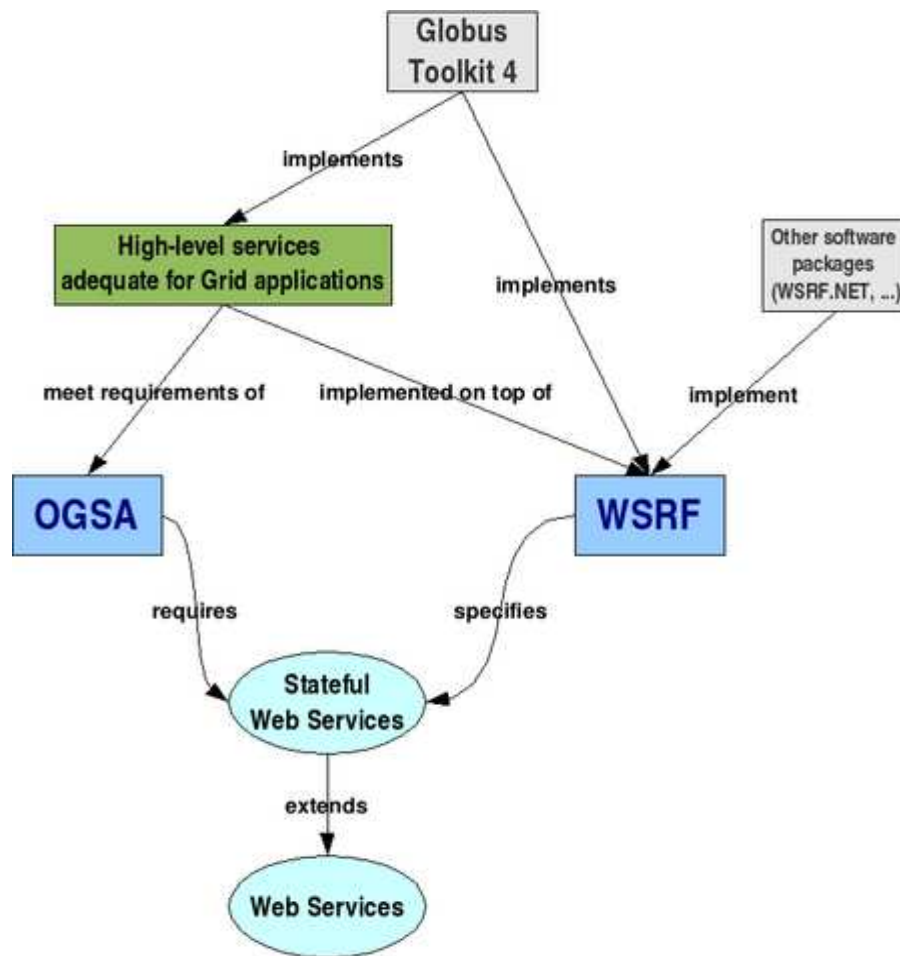 Globus
Toolkit 4
implements
High-level services
adequate for Grid applications
Other software
packages
(WSRF.NET, ...)
implements
meet requirements of
implemented on top of
implement
OGSA
WSRF
requires
specifies
Stateful
Web Services
extends
Web Services